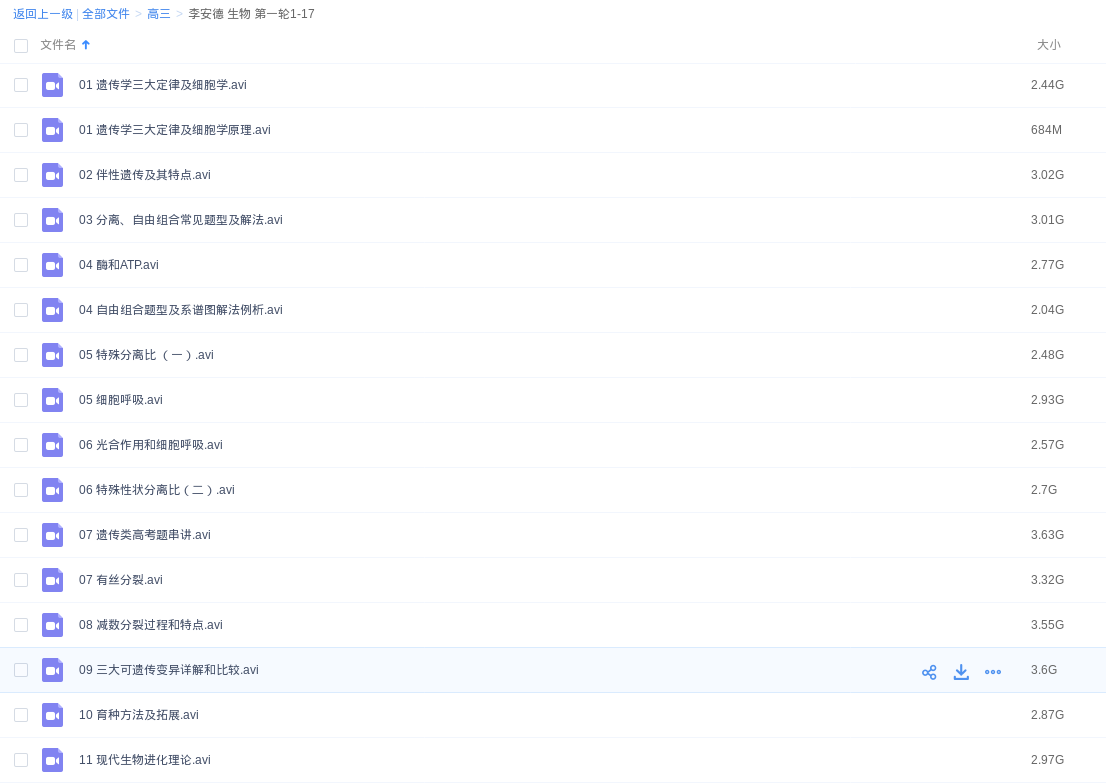 返回上一级 | 全部文件 > 高三 > 李安德 生物 第一轮1-17
文件名 大小
01 遗传学三大定律及细胞学.avi 2.44G
01 遗传学三大定律及细胞学原理.avi 684M
02 伴性遗传及其特点.avi 3.02G
03 分离、自由组合常见题型及解法.avi 3.01G
04 酶和ATP.avi 2.77G
04 自由组合题型及系谱图解法例析.avi 2.04G
05 特殊分离比 （ 一 ）.avi 2.48G
05 细胞呼吸.avi 2.93G
06 光合作用和细胞呼吸.avi 2.57G
06 特殊性状分离比（ 二 ）.avi 2.7G
07 遗传类高考题串讲.avi 3.63G
07 有丝分裂.avi 3.32G
08 减数分裂过程和特点.avi 3.55G
09 三大可遗传变异详解和比较.avi 3.6G
10 育种方法及拓展.avi 2.87G
11 现代生物进化理论.avi 2.97G